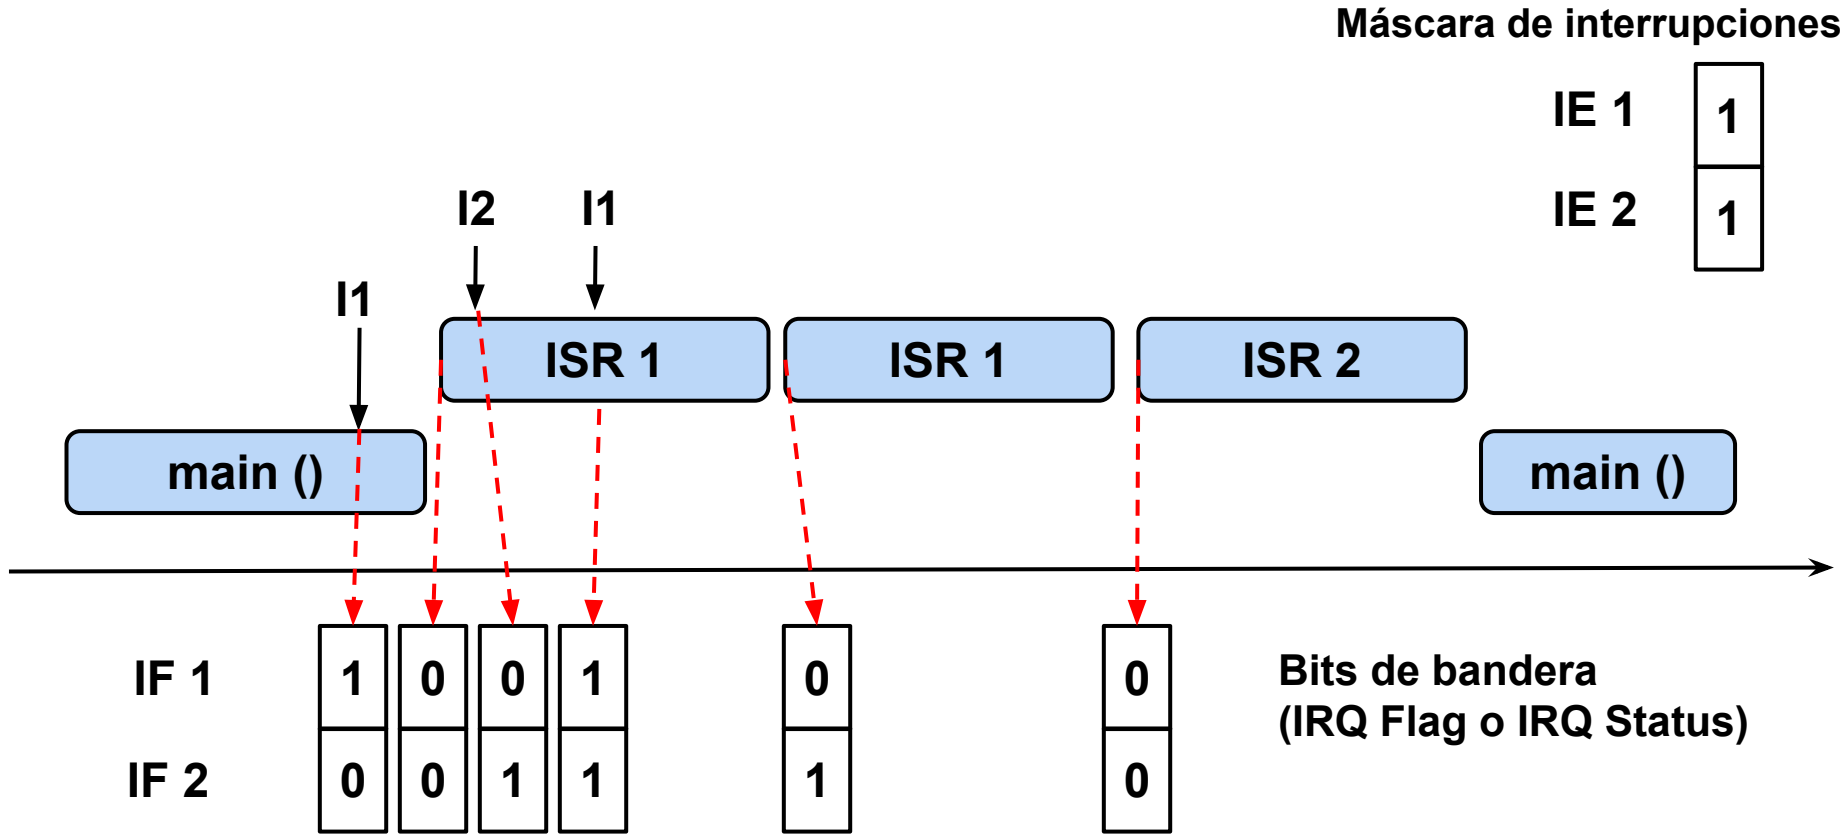 Máscara de interrupciones
IE 1 1
IE 2 1
I2 I1
I1
ISR 1 ISR 1 ISR 2
main () main ()
IF 1 1 0 0 1 0 0
IF 2 0 0 1 1 1 0
Bits de bandera
(IRQ Flag o IRQ Status)